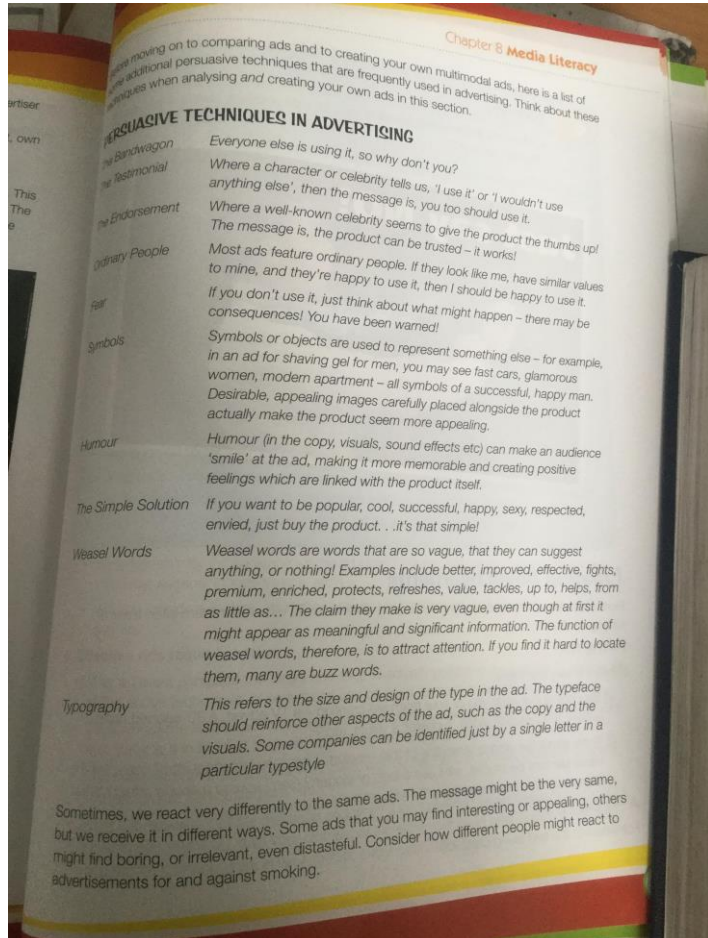 Chapter 8 Media Literacy
moving on to comparing ads and to creating your own multimodal ads, here is a list of
additional persuasive techniques that are frequently used in advertising. Think about these
techniques when analysing and creating your own ads in this section.
PERSUASIVE TECHNIQUES IN ADVERTISING
The Bandwagon Everyone else is using it, so why don't you?
The Testimonial Where a character or celebrity tells us, 'I use it' or 'I wouldn't use
anything else', then the message is, you too should use it.
The Endorsement Where a well-known celebrity seems to give the product the thumbs up!
The message is, the product can be trusted – it works!
Ordinary People Most ads feature ordinary people. If they look like me, have similar values
to mine, and they're happy to use it, then I should be happy to use it.
Fear If you don't use it, just think about what might happen – there may be
consequences! You have been warned!
Symbols Symbols or objects are used to represent something else – for example,
in an ad for shaving gel for men, you may see fast cars, glamorous
women, modern apartment – all symbols of a successful, happy man.
Desirable, appealing images carefully placed alongside the product
actually make the product seem more appealing.
Humour Humour (in the copy, visuals, sound effects etc) can make an audience
'smile' at the ad, making it more memorable and creating positive
feelings which are linked with the product itself.
The Simple Solution If you want to be popular, cool, successful, happy, sexy, respected,
envied, just buy the product. . .it's that simple!
Weasel Words Weasel words are words that are so vague, that they can suggest
anything, or nothing! Examples include better, improved, effective, fights,
premium, enriched, protects, refreshes, value, tackles, up to, helps, from
as little as... The claim they make is very vague, even though at first it
might appear as meaningful and significant information. The function of
weasel words, therefore, is to attract attention. If you find it hard to locate
them, many are buzz words.
Typography This refers to the size and design of the type in the ad. The typeface
should reinforce other aspects of the ad, such as the copy and the
visuals. Some companies can be identified just by a single letter in a
particular typestyle
Sometimes, we react very differently to the same ads. The message might be the very same,
but we receive it in different ways. Some ads that you may find interesting or appealing, others
might find boring, or irrelevant, even distasteful. Consider how different people might react to
advertisements for and against smoking.
own
This
The